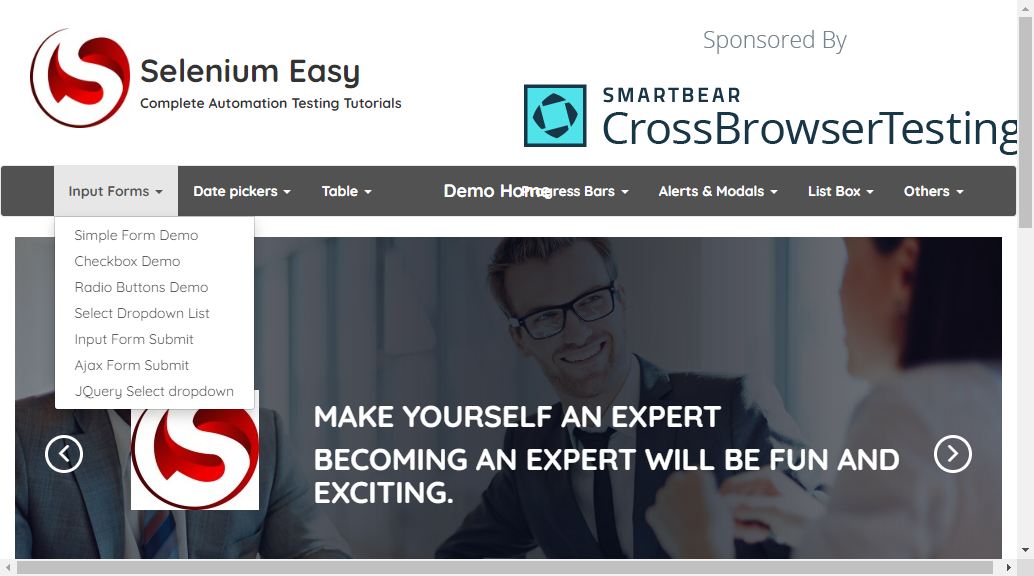 Selenium Easy
Complete Automation Testing Tutorials
Sponsored By
SMARTBEAR
CrossBrowserTesting
Input Forms
Date pickers
Table
Demo Home
Progress Bars
Alerts & Modals
List Box
Others
Simple Form Demo
Checkbox Demo
Radio Buttons Demo
Select Dropdown List
Input Form Submit
Ajax Form Submit
JQuery Select dropdown
MAKE YOURSELF AN EXPERT
BECOMING AN EXPERT WILL BE FUN AND
EXCITING.